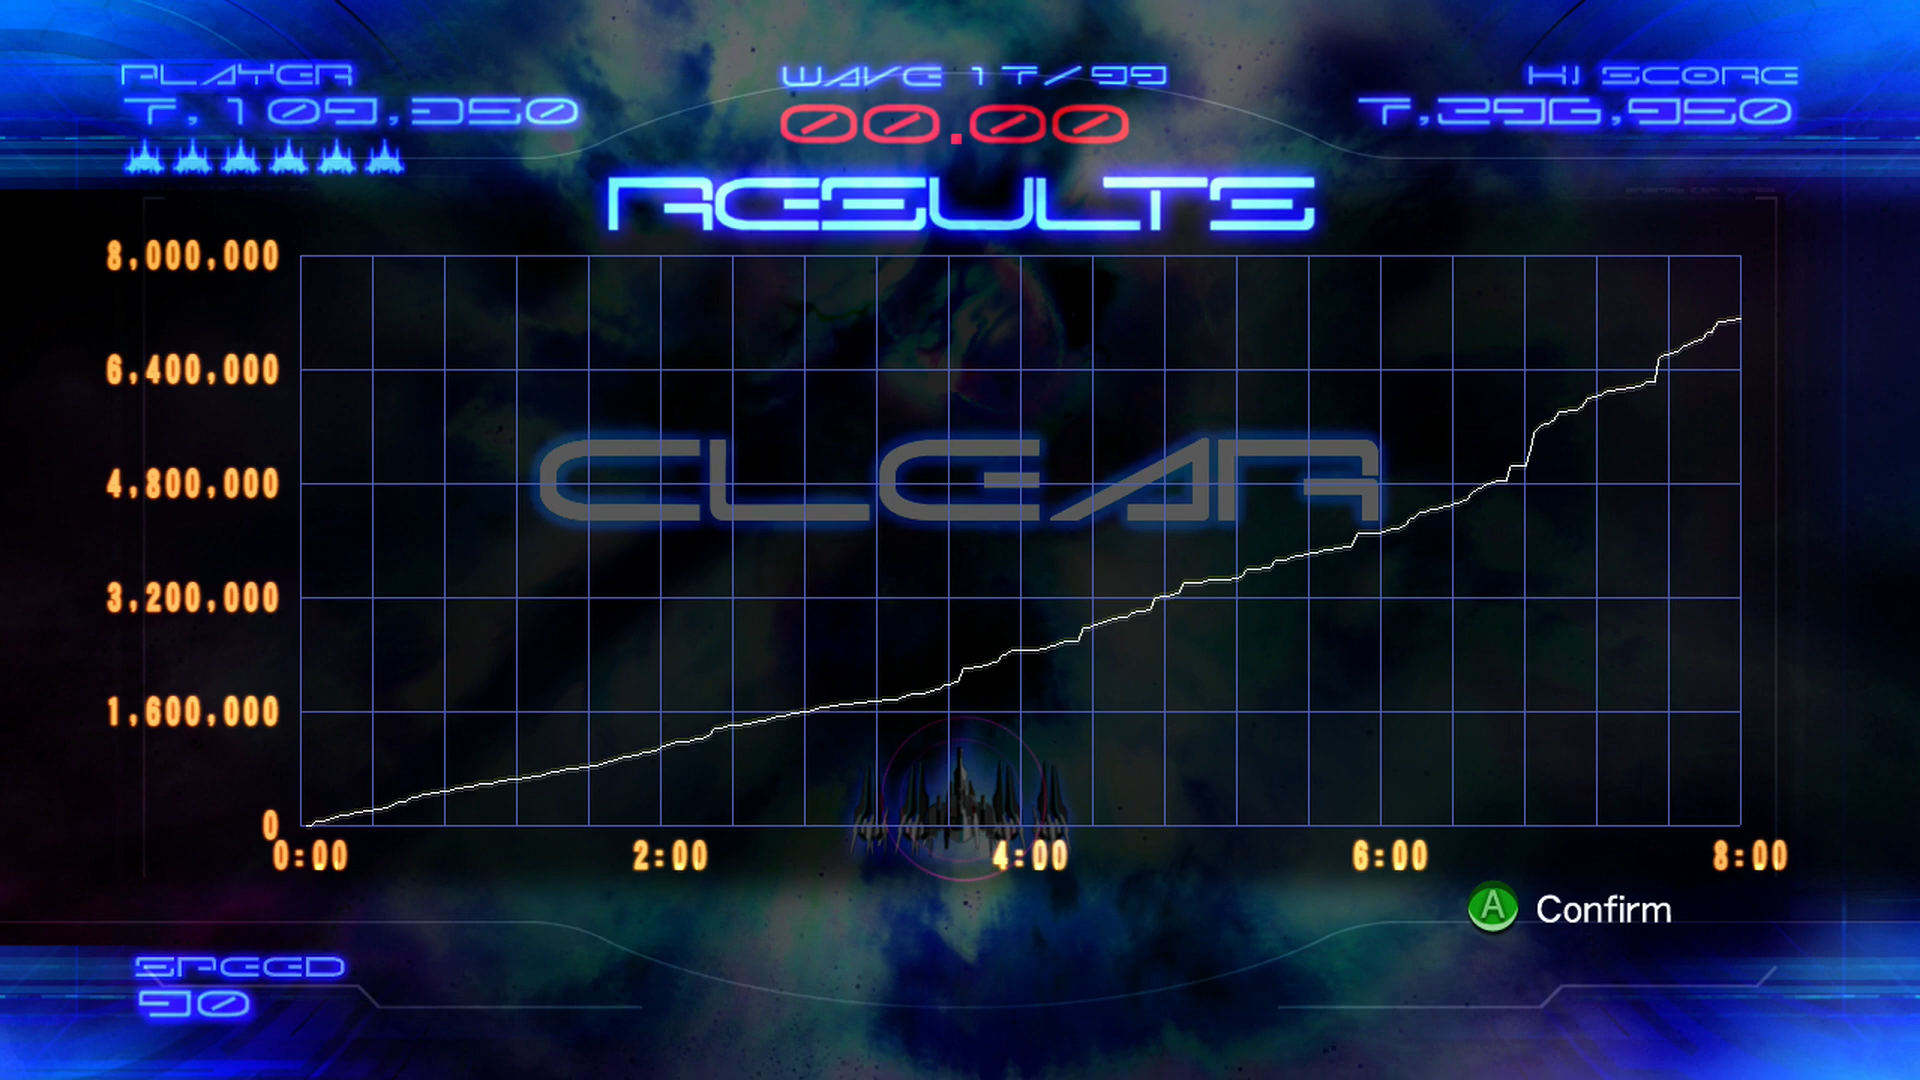 PLAYER
7,109,350
WAVE 17/99
00.00
HI SCORE
7,296,950
RESULTS
8,000,000
6,400,000
4,800,000
3,200,000
1,600,000
0
CLEAR
0:00 2:00 4:00 6:00 8:00
A Confirm
SPEED
90